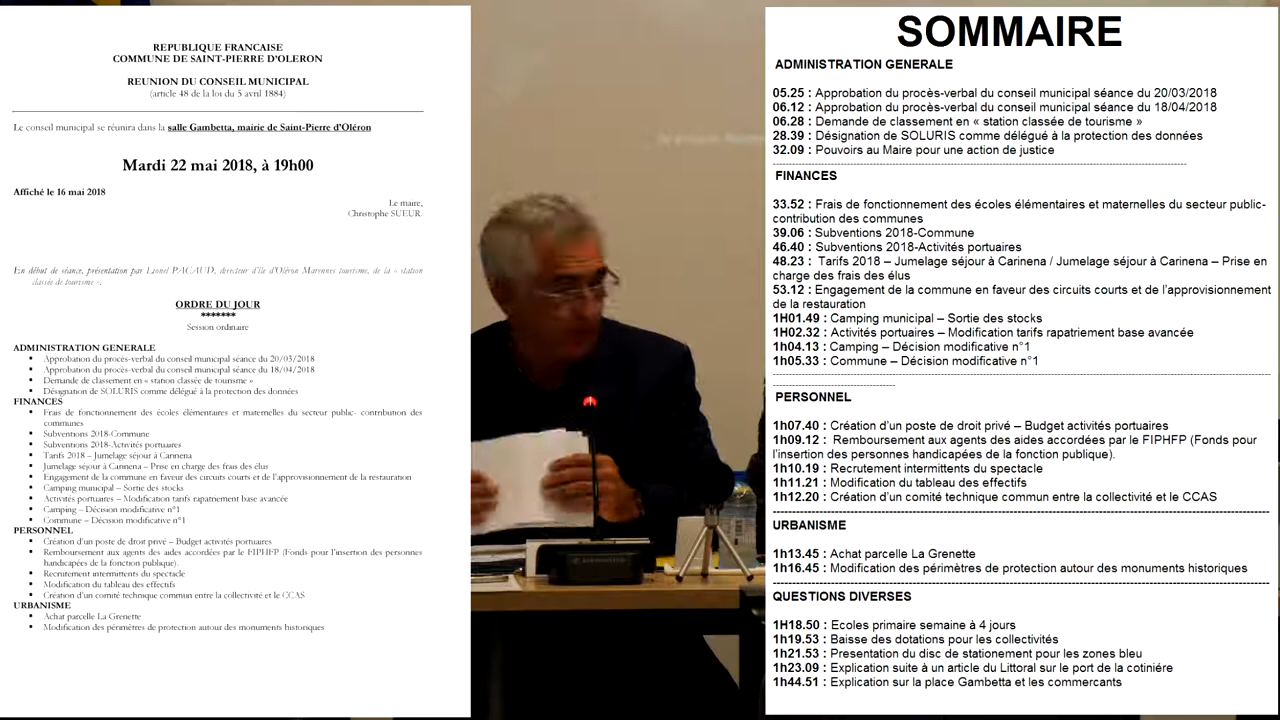 REPUBLIQUE FRANCAISE
COMMUNE DE SAINT-PIERRE D'OLERON
REUNION DU CONSEIL MUNICIPAL
(article 48 de la loi du 5 avril 1884)
Le conseil municipal se réunira dans la salle Gambetta, mairie de Saint-Pierre d'Oléron
Mardi 22 mai 2018, à 19h00
Affiché le 16 mai 2018
Le maire,
Christophe SUEUR.
En début de séance, présentation par Lionel PACAUD, directeur d'île d'Oléron Marennes tourisme, de la « station
classée de tourisme ».
ORDRE DU JOUR
*******
Session ordinaire
ADMINISTRATION GENERALE
▪ Approbation du procès-verbal du conseil municipal séance du 20/03/2018
▪ Approbation du procès-verbal du conseil municipal séance du 18/04/2018
▪ Demande de classement en « station classée de tourisme »
▪ Désignation de SOLURIS comme délégué à la protection des données
FINANCES
▪ Frais de fonctionnement des écoles élémentaires et maternelles du secteur public- contribution des
communes
▪ Subventions 2018-Commune
▪ Subventions 2018-Activités portuaires
▪ Tarifs 2018 – Jumelage séjour à Carinena
▪ Jumelage séjour à Carinena – Prise en charge des frais des élus
▪ Engagement de la commune en faveur des circuits courts et de l'approvisionnement de la restauration
▪ Camping municipal – Sortie des stocks
▪ Activités portuaires – Modification tarifs rapatriement base avancée
▪ Camping – Décision modificative n°1
▪ Commune – Décision modificative n°1
PERSONNEL
▪ Création d'un poste de droit privé – Budget activités portuaires
▪ Remboursement aux agents des aides accordées par le FIPHFP (Fonds pour l'insertion des personnes
handicapées de la fonction publique).
▪ Recrutement intermittents du spectacle
▪ Modification du tableau des effectifs
▪ Création d'un comité technique commun entre la collectivité et le CCAS
URBANISME
▪ Achat parcelle La Grenette
▪ Modification des périmètres de protection autour des monuments historiques
SOMMAIRE
ADMINISTRATION GENERALE
05.25 : Approbation du procès-verbal du conseil municipal séance du 20/03/2018
06.12 : Approbation du procès-verbal du conseil municipal séance du 18/04/2018
06.28 : Demande de classement en « station classée de tourisme »
28.39 : Désignation de SOLURIS comme délégué à la protection des données
32.09 : Pouvoirs au Maire pour une action de justice
FINANCES
33.52 : Frais de fonctionnement des écoles élémentaires et maternelles du secteur public-
contribution des communes
39.06 : Subventions 2018-Commune
46.40 : Subventions 2018-Activités portuaires
48.23 : Tarifs 2018 – Jumelage séjour à Carinena / Jumelage séjour à Carinena – Prise en
charge des frais des élus
53.12 : Engagement de la commune en faveur des circuits courts et de l'approvisionnement
de la restauration
1H01.49 : Camping municipal – Sortie des stocks
1H02.32 : Activités portuaires – Modification tarifs rapatriement base avancée
1h04.13 : Camping – Décision modificative n°1
1h05.33 : Commune – Décision modificative n°1
PERSONNEL
1h07.40 : Création d'un poste de droit privé – Budget activités portuaires
1h09.12 : Remboursement aux agents des aides accordées par le FIPHFP (Fonds pour
l'insertion des personnes handicapées de la fonction publique).
1h10.19 : Recrutement intermittents du spectacle
1h11.21 : Modification du tableau des effectifs
1h12.20 : Création d'un comité technique commun entre la collectivité et le CCAS
URBANISME
1h13.45 : Achat parcelle La Grenette
1h16.45 : Modification des périmètres de protection autour des monuments historiques
QUESTIONS DIVERSES
1H18.50 : Ecoles primaire semaine à 4 jours
1h19.53 : Baisse des dotations pour les collectivités
1h21.53 : Presentation du disc de stationement pour les zones bleu
1h23.09 : Explication suite à un article du Littoral sur le port de la cotiniére
1h44.51 : Explication sur la place Gambetta et les commercants